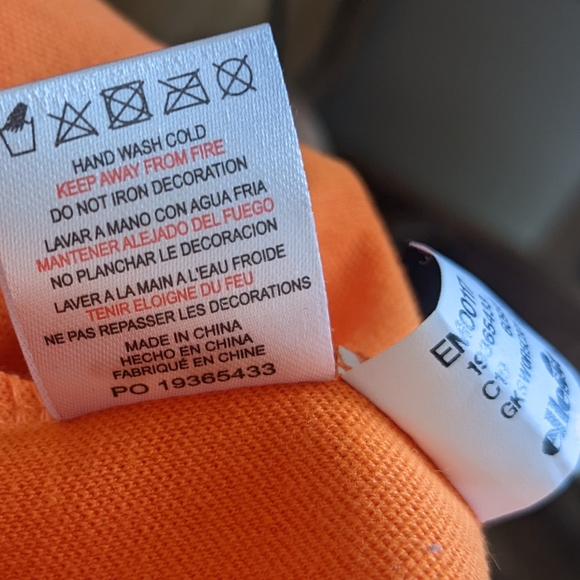 HAND WASH COLD
KEEP AWAY FROM FIRE
DO NOT IRON DECORATION
LAVAR A MANO CON AGUA FRIA
MANTENER ALEJADO DEL FUEGO
NO PLANCHAR LE DECORACION
LAVER A LA MAIN A L'EAU FROIDE
TENIR ELOIGNE DU FEU
NE PAS REPASSER LES DECORATIONS
MADE IN CHINA
HECHO EN CHINA
FABRIQUÉ EN CHINE
PO 19365433